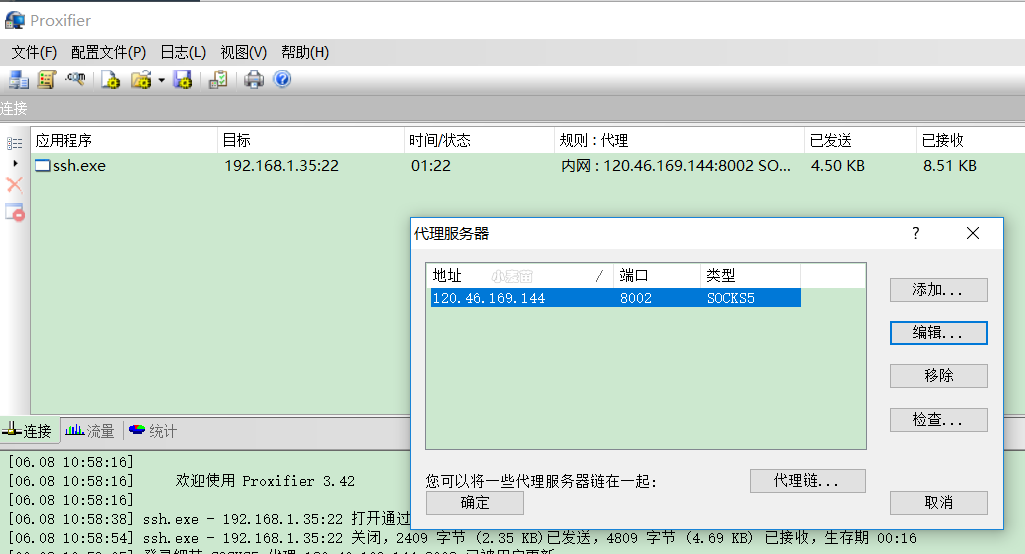 Proxifier
文件(F) 配置文件(P) 日志(L) 视图(V) 帮助(H)
连接
应用程序 目标 时间/状态 规则 : 代理 已发送 已接收
ssh.exe 192.168.1.35:22 01:22 内网 : 120.46.169.144:8002 SO... 4.50 KB 8.51 KB
代理服务器 ?
地址 / 端口 类型
120.46.169.144 8002 SOCKS5
添加...
编辑...
移除
检查...
您可以将一些代理服务器链在一起:
代理链...
确定
取消
连接 流量 统计
[06.08 10:58:16]
[06.08 10:58:16] 欢迎使用 Proxifier 3.42
[06.08 10:58:16]
[06.08 10:58:38] ssh.exe - 192.168.1.35:22 打开通过
[06.08 10:58:54] ssh.exe - 192.168.1.35:22 关闭，2409 字节 (2.35 KB)已发送，4809 字节 (4.69 KB) 已接收，生存期 00:16